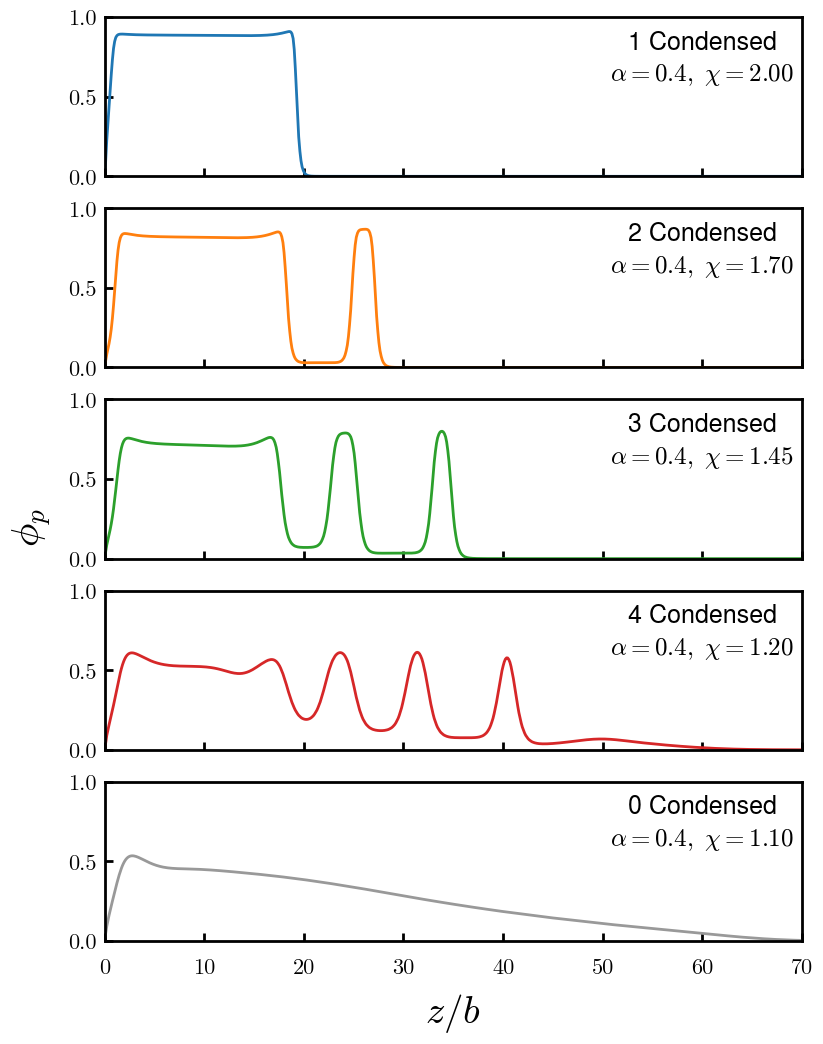 1.0
1 Condensed
α = 0.4, χ = 2.00
0.5
0.0
1.0
2 Condensed
α = 0.4, χ = 1.70
0.5
0.0
1.0
3 Condensed
α = 0.4, χ = 1.45
0.5
0.0
ϕp
1.0
4 Condensed
α = 0.4, χ = 1.20
0.5
0.0
1.0
0 Condensed
α = 0.4, χ = 1.10
0.5
0.0
0 10 20 30 40 50 60 70
z/b